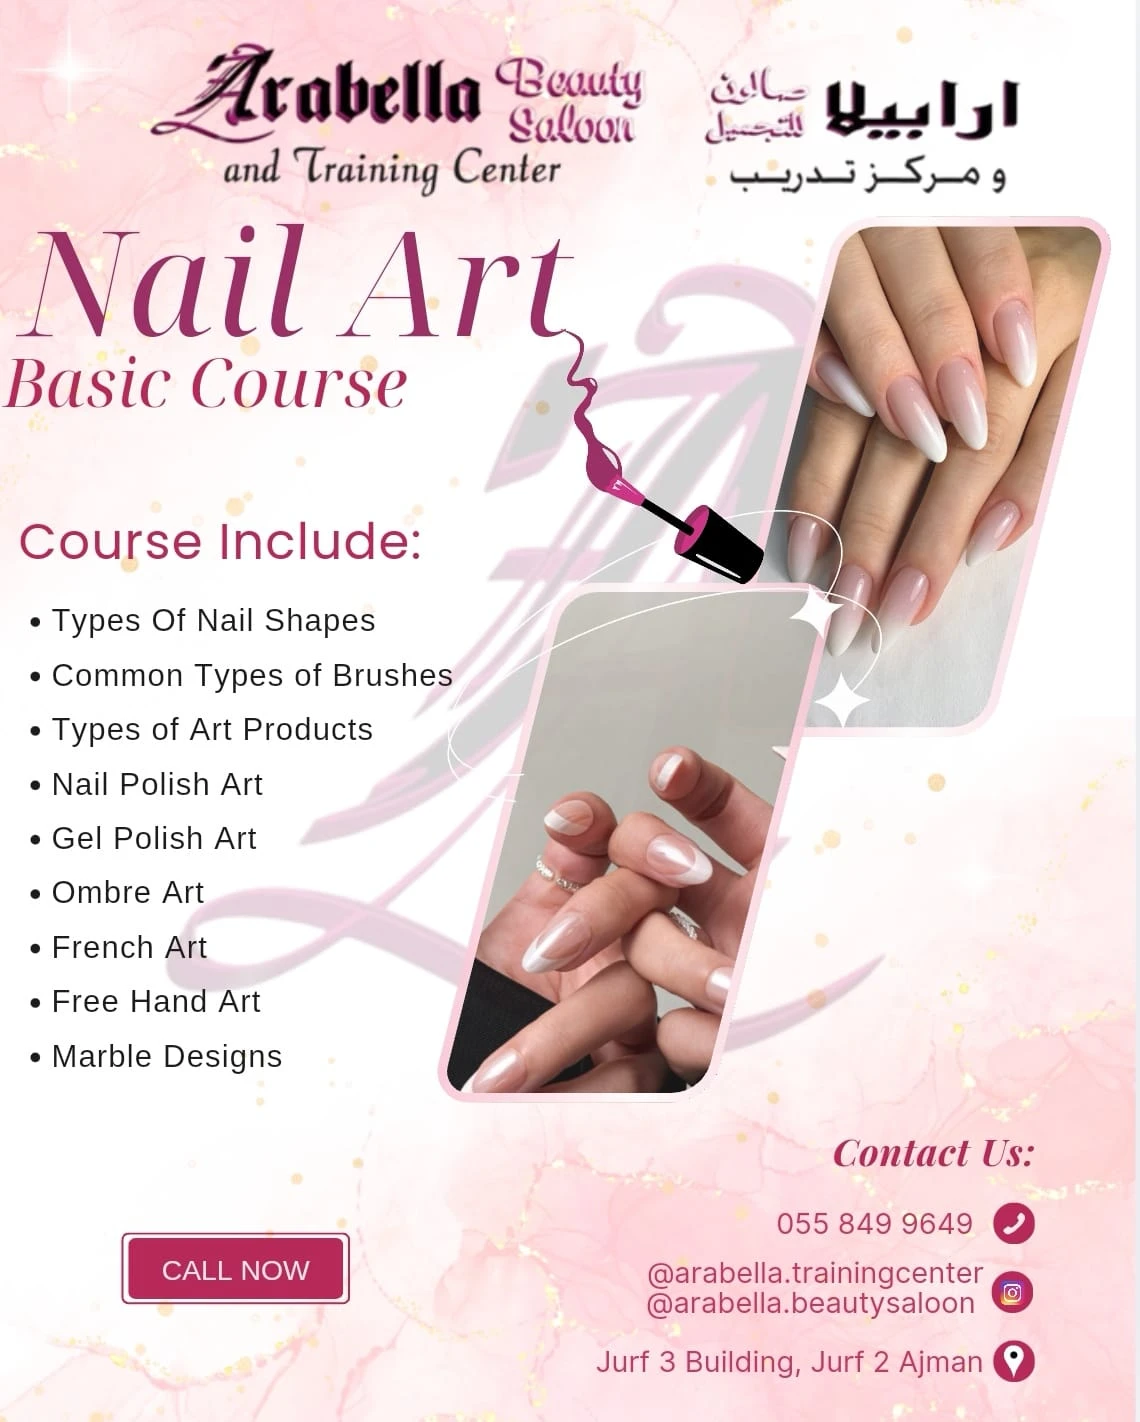 Arabella Beauty Saloon
and Training Center
ارابيلا صالون للتجميل
و مركز تدريب
Nail Art
Basic Course
Course Include:
• Types Of Nail Shapes
• Common Types of Brushes
• Types of Art Products
• Nail Polish Art
• Gel Polish Art
• Ombre Art
• French Art
• Free Hand Art
• Marble Designs
Contact Us:
055 849 9649
@arabella.trainingcenter
@arabella.beautysaloon
Jurf 3 Building, Jurf 2 Ajman
CALL NOW